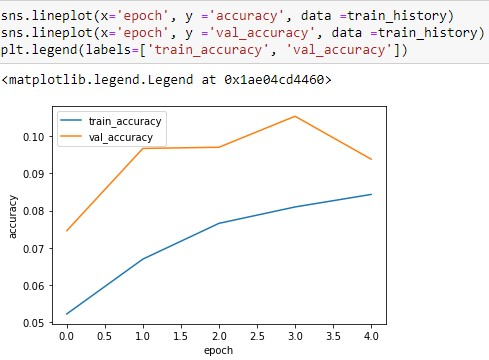 sns.lineplot(x='epoch', y ='accuracy', data =train_history)
sns.lineplot(x='epoch', y ='val_accuracy', data =train_history)
plt.legend(labels=['train_accuracy', 'val_accuracy'])
<matplotlib.legend.Legend at 0x1ae04cd4460>
train_accuracy
val_accuracy
0.10
0.09
0.08
0.07
0.06
0.05
accuracy
0.0 0.5 1.0 1.5 2.0 2.5 3.0 3.5 4.0
epoch